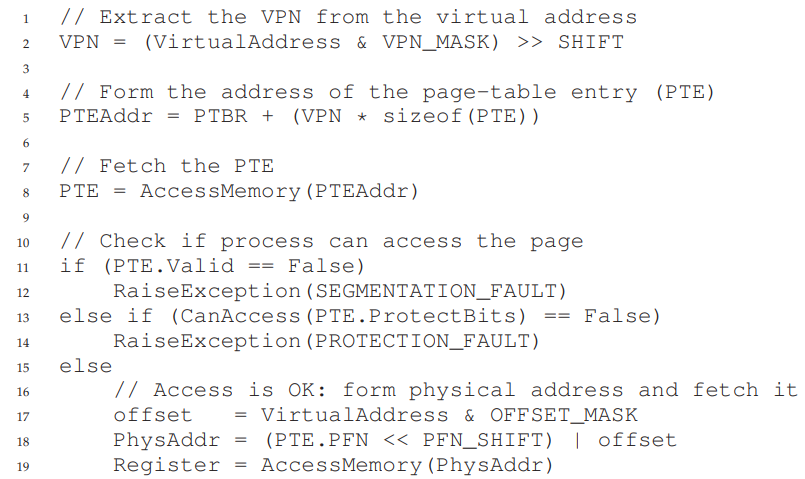 1 // Extract the VPN from the virtual address
2 VPN = (VirtualAddress & VPN_MASK) >> SHIFT
3
4 // Form the address of the page-table entry (PTE)
5 PTEAddr = PTBR + (VPN * sizeof(PTE))
6
7 // Fetch the PTE
8 PTE = AccessMemory(PTEAddr)
9
10 // Check if process can access the page
11 if (PTE.Valid == False)
12     RaiseException(SEGMENTATION_FAULT)
13 else if (CanAccess(PTE.ProtectBits) == False)
14     RaiseException(PROTECTION_FAULT)
15 else
16     // Access is OK: form physical address and fetch it
17     offset   = VirtualAddress & OFFSET_MASK
18     PhysAddr = (PTE.PFN << PFN_SHIFT) | offset
19     Register = AccessMemory(PhysAddr)